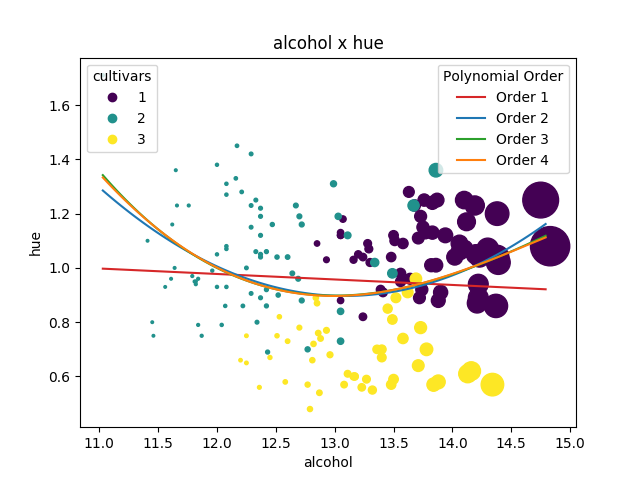 alcohol x hue
cultivars
1
2
3
Polynomial Order
Order 1
Order 2
Order 3
Order 4
hue
1.6
1.4
1.2
1.0
0.8
0.6
11.0 11.5 12.0 12.5 13.0 13.5 14.0 14.5 15.0
alcohol